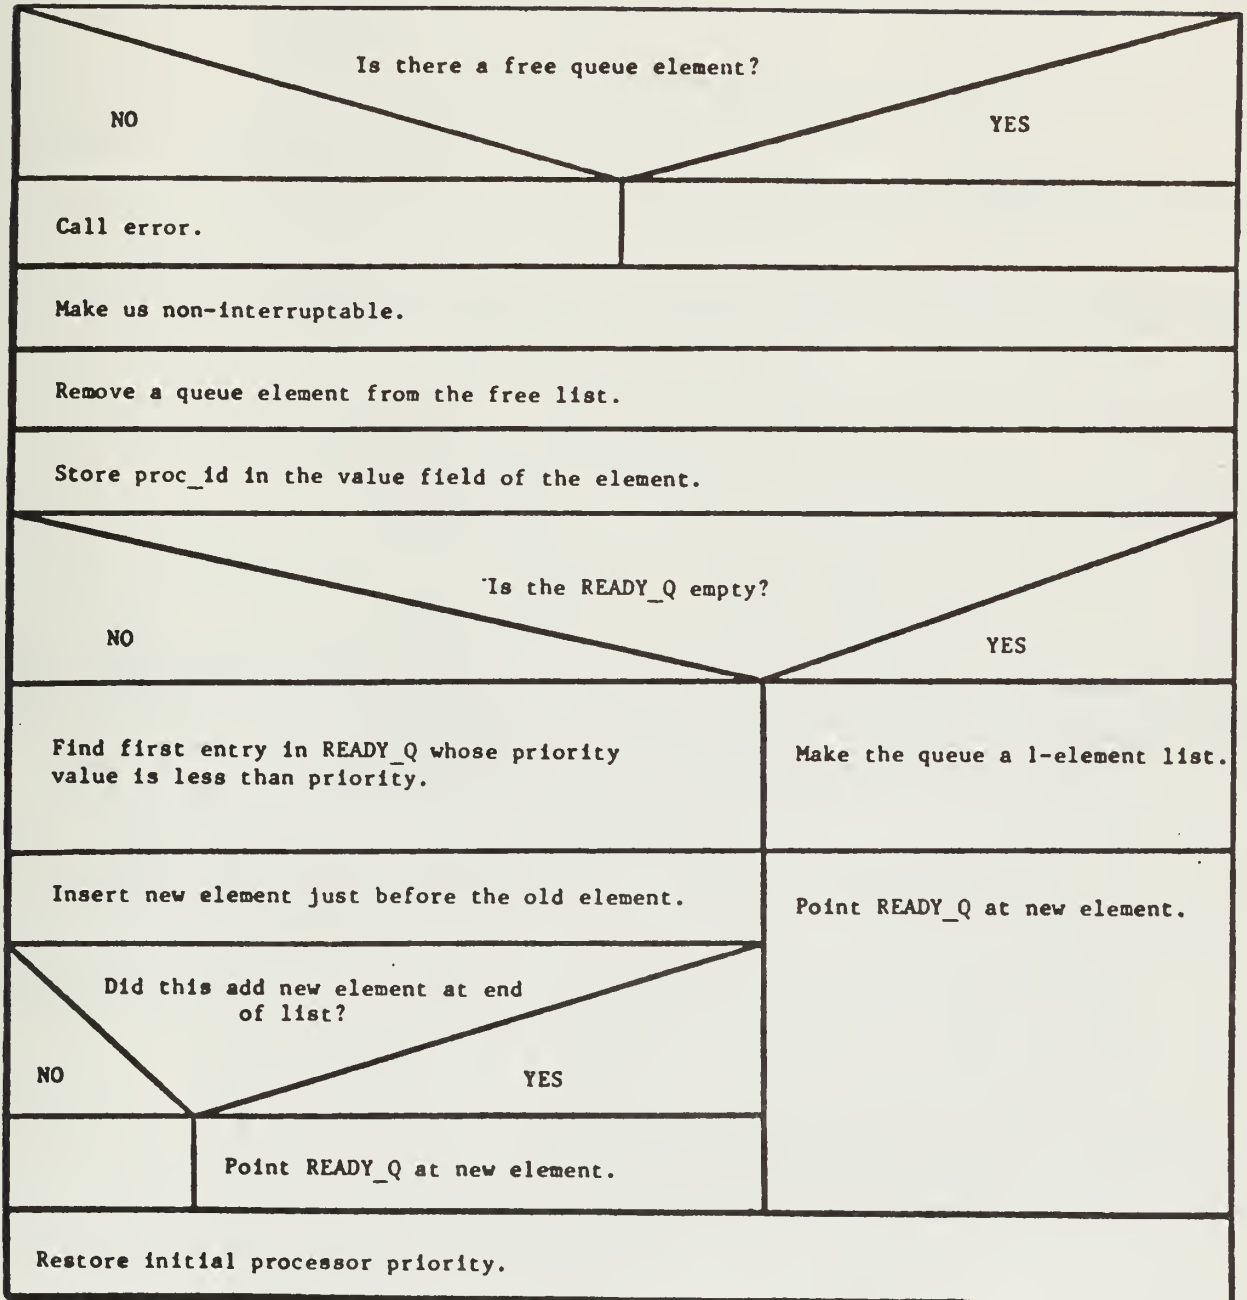 Is there a free queue element?
NO
YES
Call error.
Make us non-interruptable.
Remove a queue element from the free list.
Store proc_id in the value field of the element.
Is the READY_Q empty?
NO
YES
Find first entry in READY_Q whose priority
value is less than priority.
Make the queue a 1-element list.
Insert new element just before the old element.
Point READY_Q at new element.
Did this add new element at end
of list?
NO
YES
Point READY_Q at new element.
Restore initial processor priority.